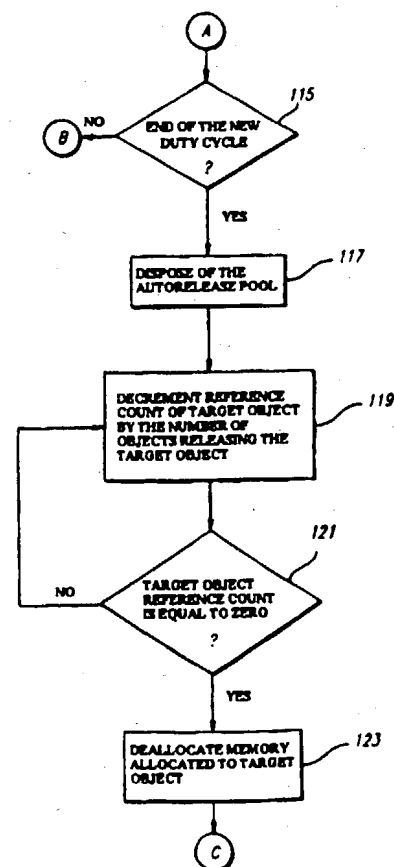 A
115
END OF THE NEW
DUTY CYCLE
?
NO
B
YES
DISPOSE OF THE
AUTORELEASE POOL
117
DECREMENT REFERENCE
COUNT OF TARGET OBJECT
BY THE NUMBER OF
OBJECTS RELEASING THE
TARGET OBJECT
119
121
TARGET OBJECT
REFERENCE COUNT
IS EQUAL TO ZERO
?
NO
YES
DEALLOCATE MEMORY
ALLOCATED TO TARGET
OBJECT
123
C